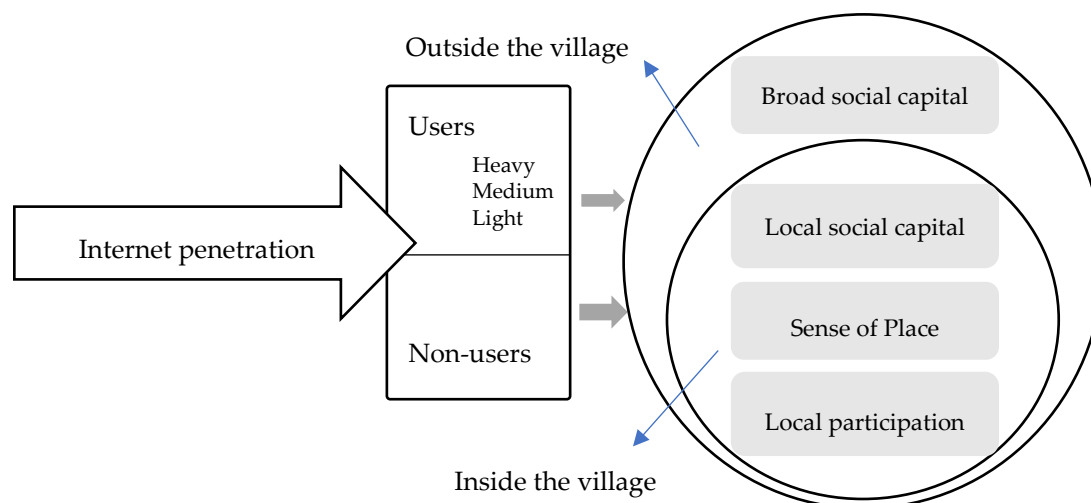 Outside the village
Broad social capital
Users
Heavy
Medium
Light
Local social capital
Internet penetration
Sense of Place
Non-users
Local participation
Inside the village